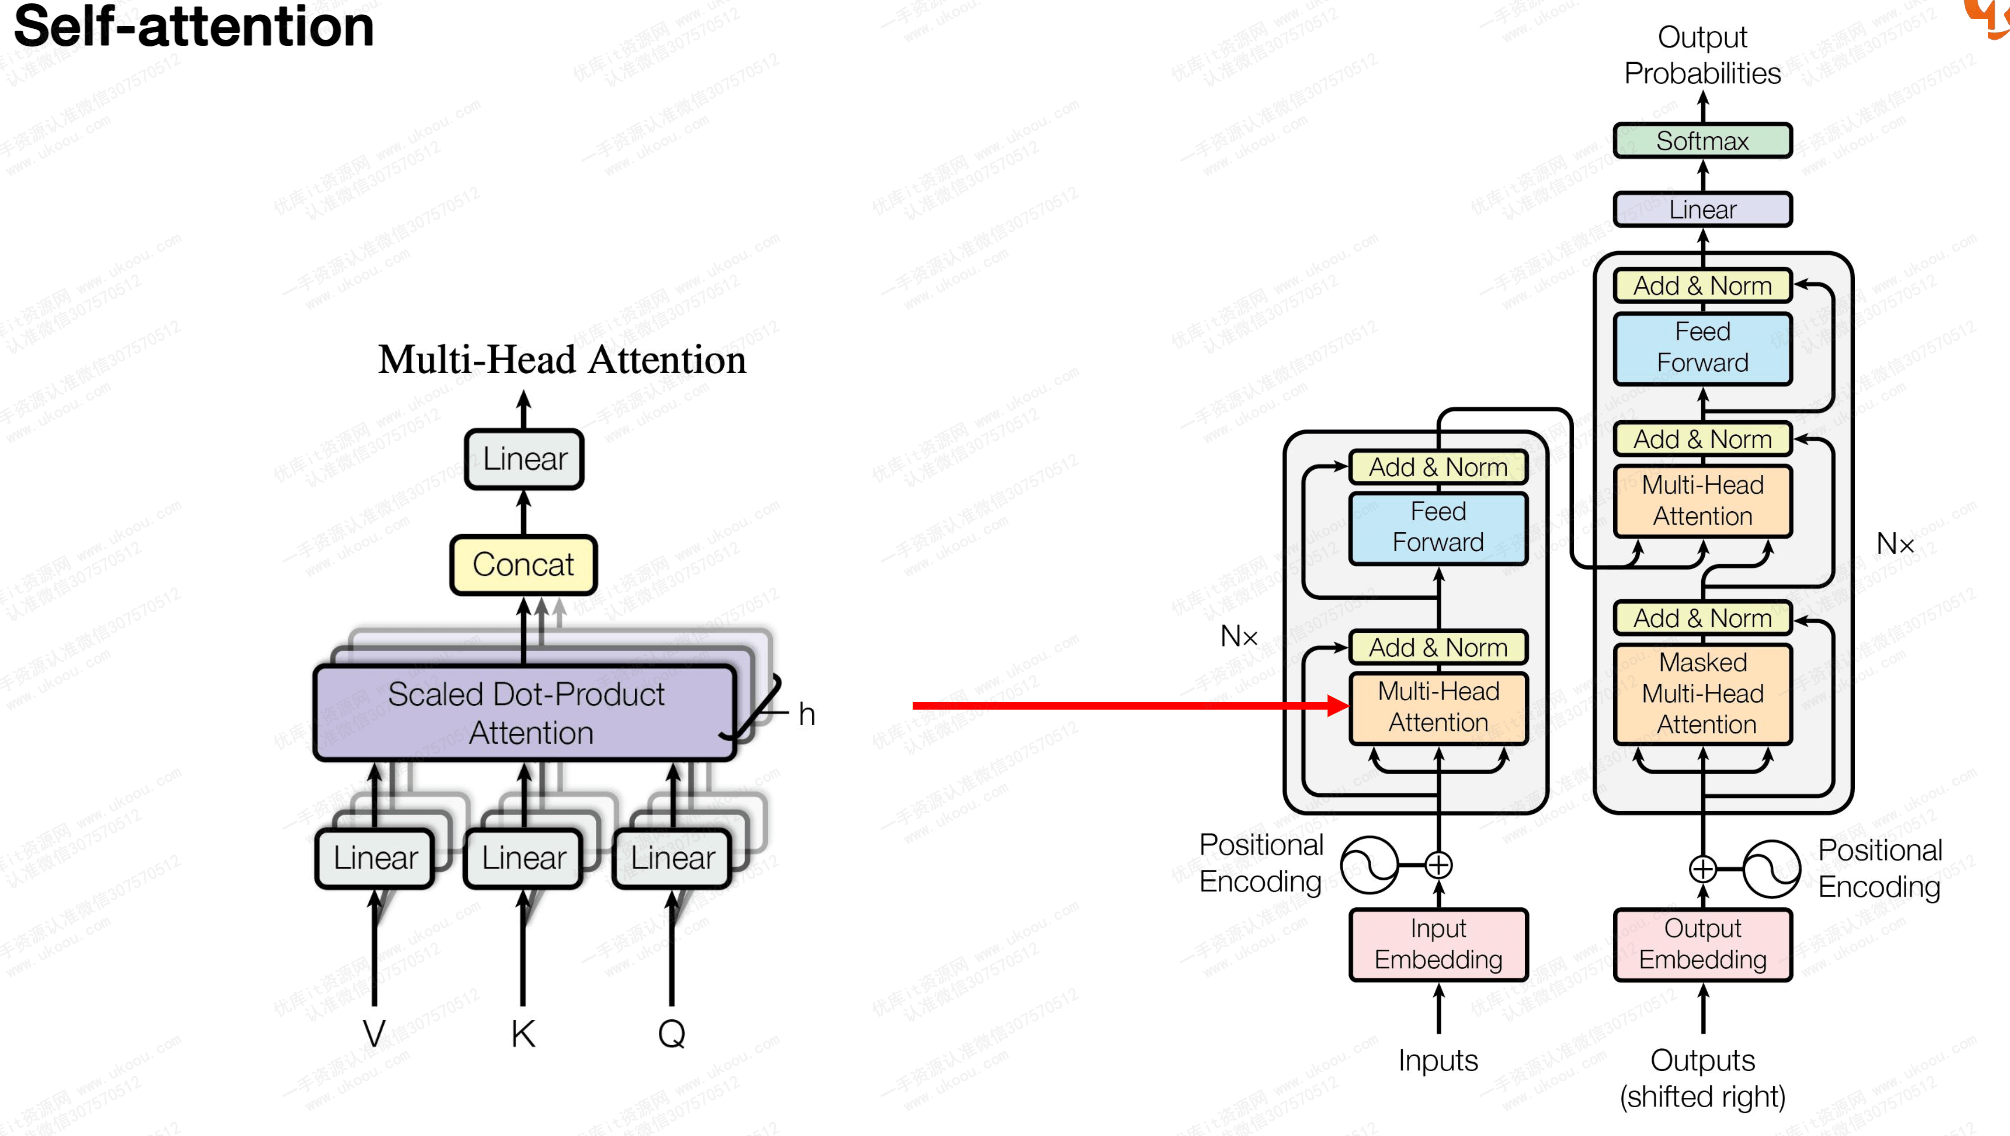 Self-attention
Multi-Head Attention
Linear
Concat
Scaled Dot-Product
Attention
h
Linear
Linear
Linear
V
K
Q
Output
Probabilities
Softmax
Linear
Add & Norm
Feed
Forward
Add & Norm
Multi-Head
Attention
Nx
Add & Norm
Masked
Multi-Head
Attention
Add & Norm
Feed
Forward
Nx
Add & Norm
Multi-Head
Attention
Positional
Encoding
Positional
Encoding
Input
Embedding
Output
Embedding
Inputs
Outputs
(shifted right)
优库it资源网 www.ukoou.com
认准微信307570512
一手资源认准微信307570512
www.ukoou.com